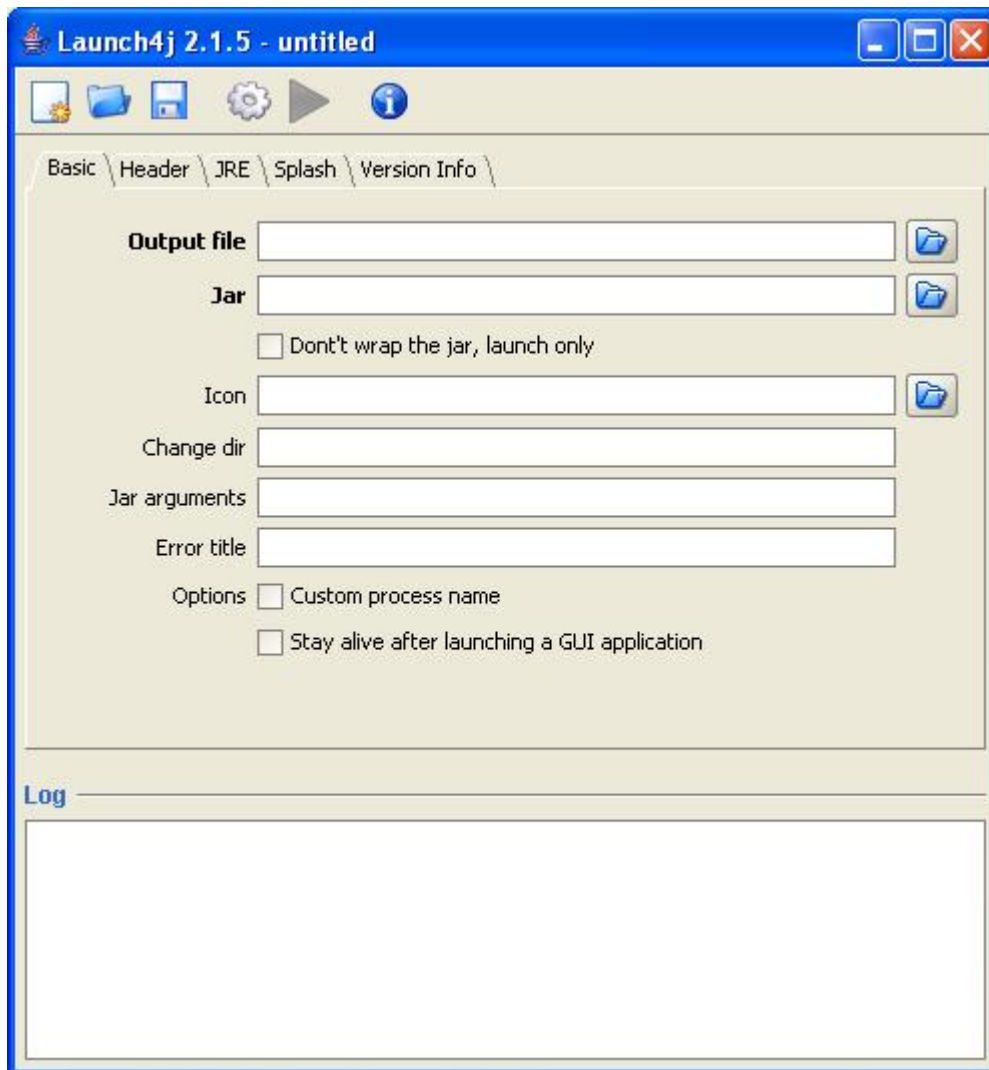 Launch4j 2.1.5 - untitled
Basic Header JRE Splash Version Info
Output file
Jar
Dont't wrap the jar, launch only
Icon
Change dir
Jar arguments
Error title
Options Custom process name
Stay alive after launching a GUI application
Log